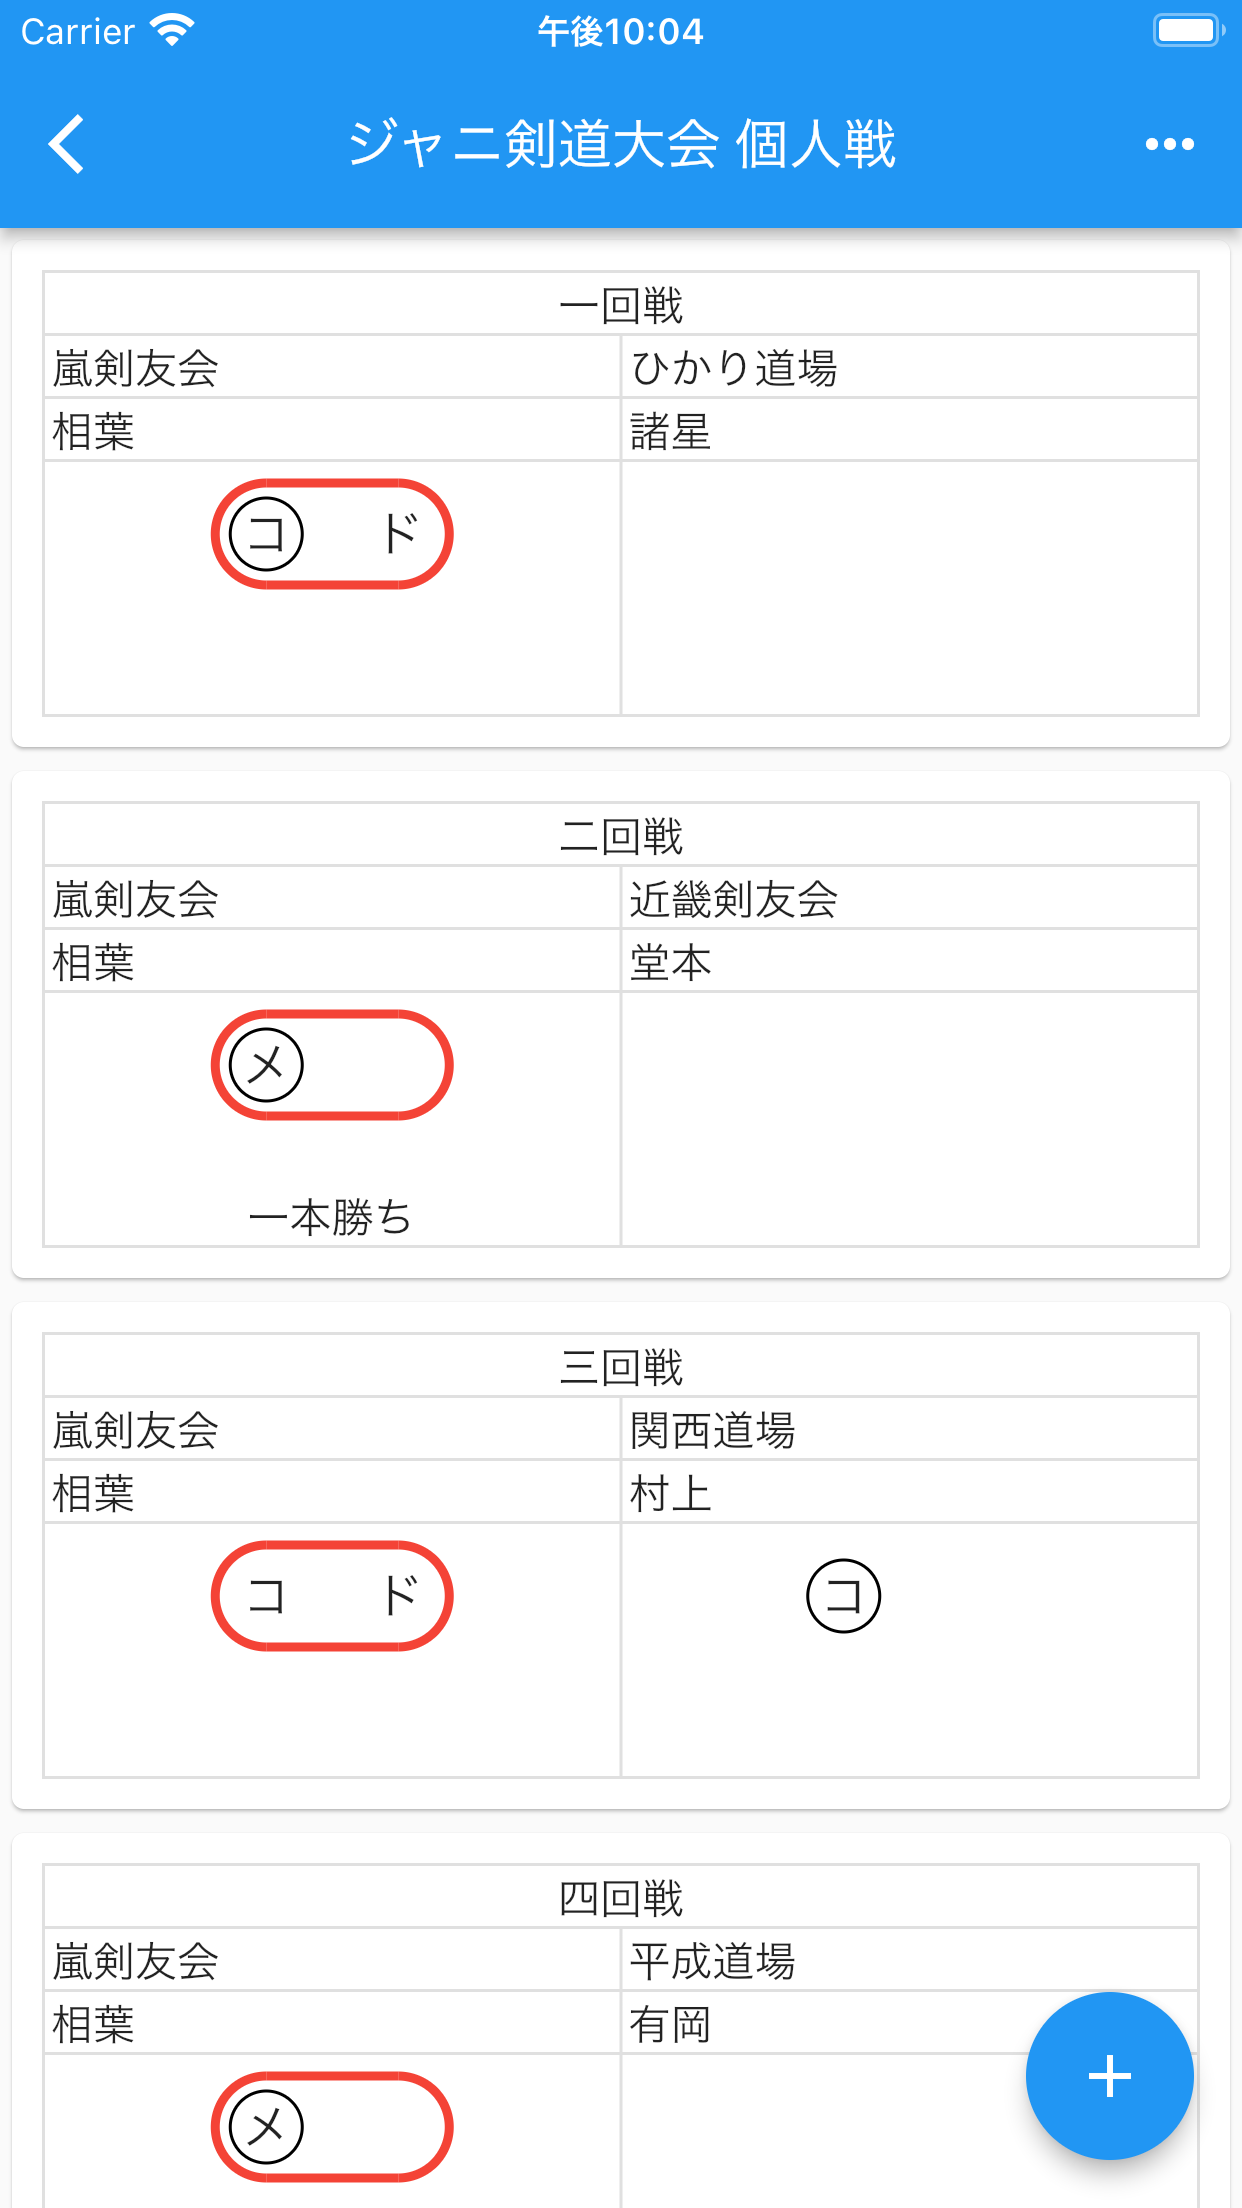 Carrier 午後10:04
ジャニ剣道大会 個人戦
一回戦
嵐剣友会 ひかり道場
相葉 諸星
コ ド
二回戦
嵐剣友会 近畿剣友会
相葉 堂本
メ
一本勝ち
三回戦
嵐剣友会 関西道場
相葉 村上
コ ド コ
四回戦
嵐剣友会 平成道場
相葉 有岡
メ